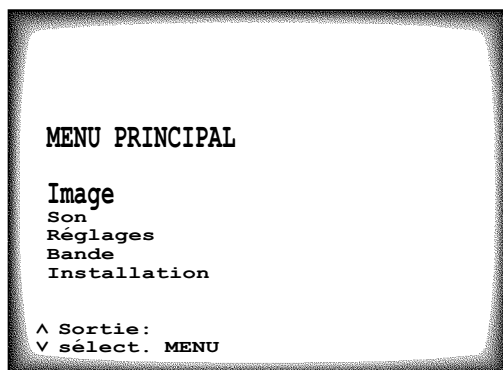 MENU PRINCIPAL
Image
Son
Réglages
Bande
Installation
∧ Sortie:
∨ sélect. MENU